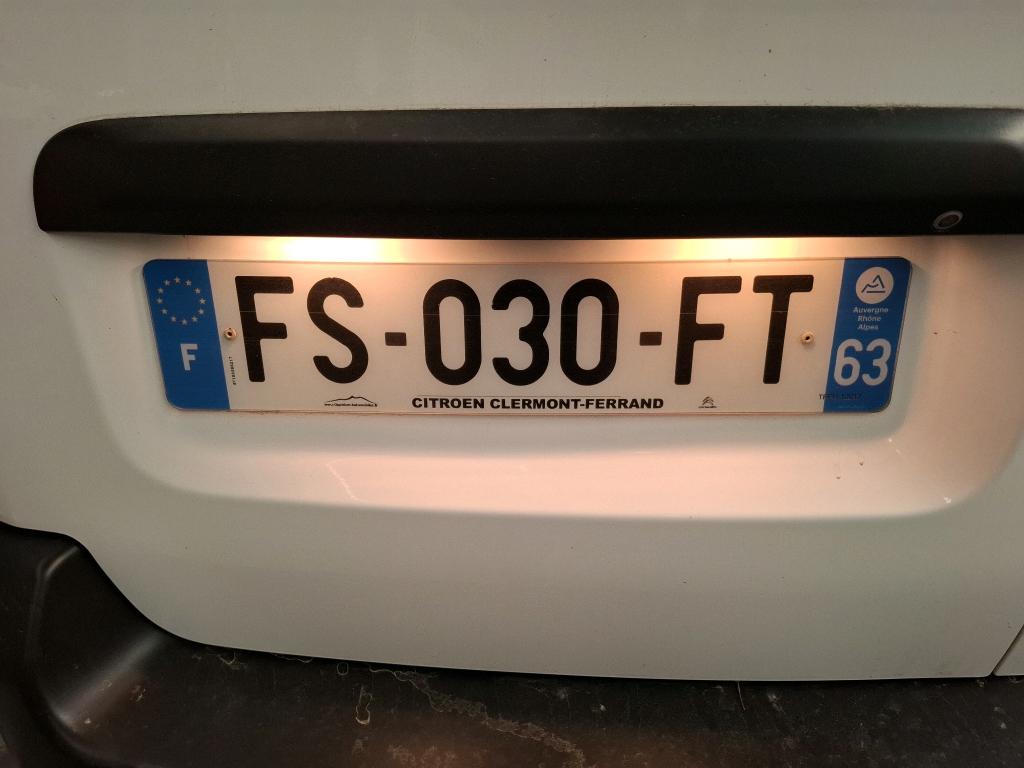 F
FS-030-FT
Auvergne
Rhône
Alpes
63
CITROEN CLERMONT-FERRAND